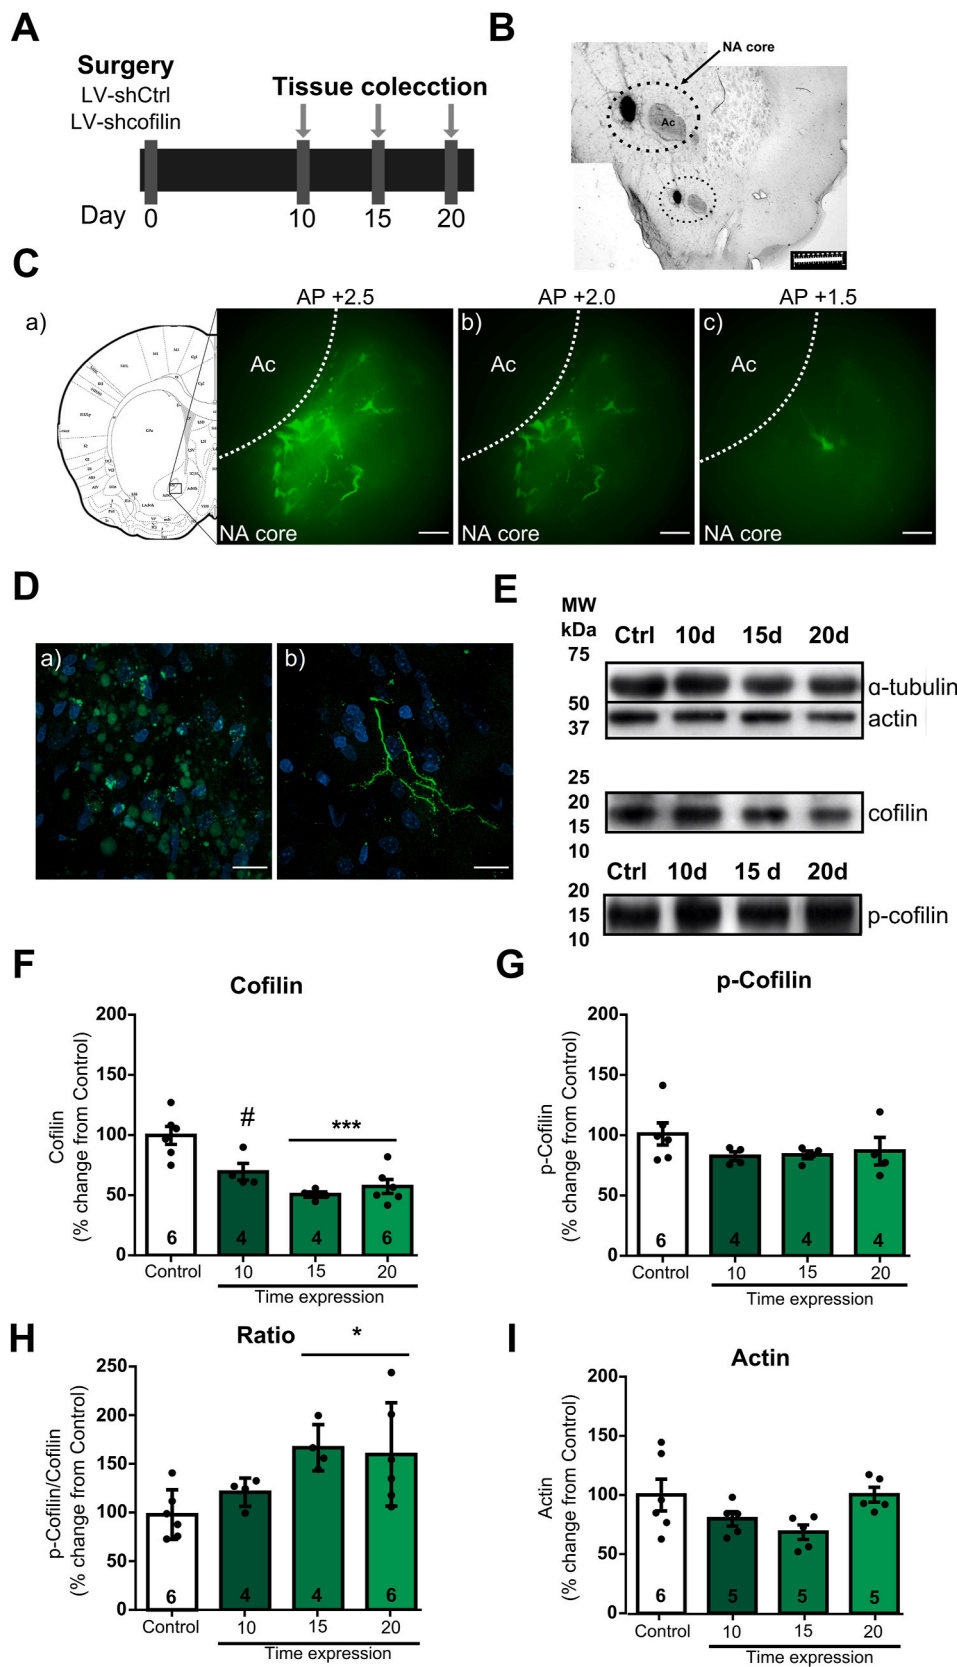 A
Surgery
LV-shCtrl
LV-shcofilin
Tissue colecction
Day 0 10 15 20
B
NA core
Ac
C
AP +2.5 AP +2.0 AP +1.5
a) b) c)
Ac Ac Ac
NA core NA core NA core
D
a) b)
E
MW
kDa
Ctrl 10d 15d 20d
75
α-tubulin
50
actin
37
25
20
cofilin
15
10
Ctrl 10d 15 d 20d
20
15
p-cofilin
10
F
Cofilin
Cofilin
(% change from Control)
200
150
100
50
0
#
***
6 4 4 6
Control 10 15 20
Time expression
G
p-Cofilin
p-Cofilin
(% change from Control)
200
150
100
50
0
6 4 4 4
Control 10 15 20
Time expression
H
Ratio
*
p-Cofilin/Cofilin
(% change from Control)
250
200
150
100
50
0
6 4 4 6
Control 10 15 20
Time expression
I
Actin
Actin
(% change from Control)
200
150
100
50
0
6 5 5 5
Control 10 15 20
Time expression